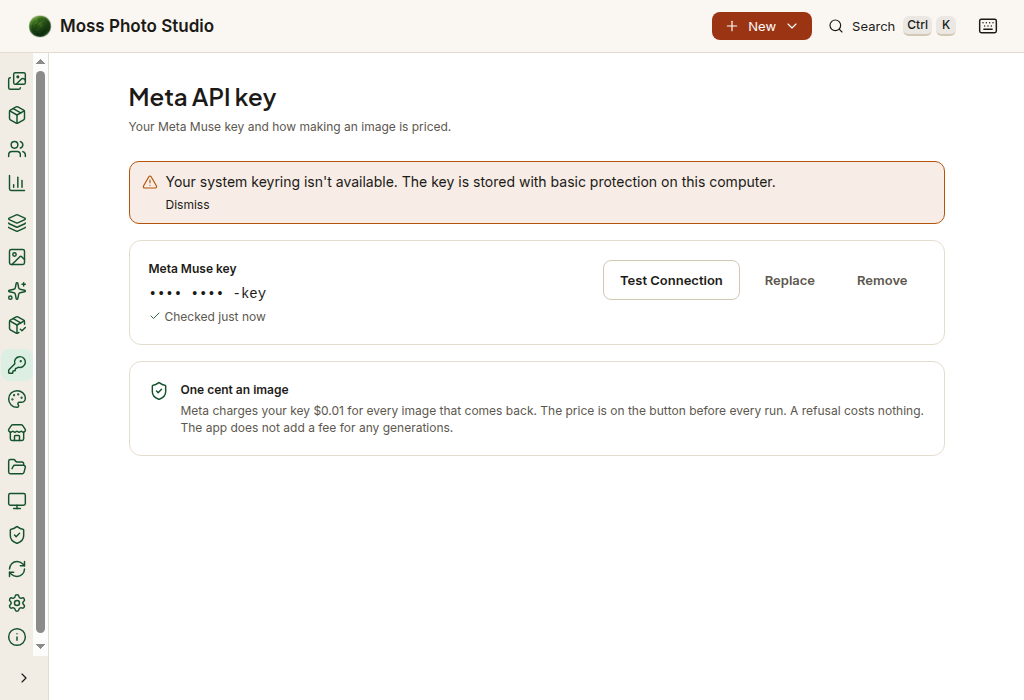 Moss Photo Studio
New
Search Ctrl K
Meta API key
Your Meta Muse key and how making an image is priced.
Your system keyring isn't available. The key is stored with basic protection on this computer.
Dismiss
Meta Muse key
•••• •••• -key
Checked just now
Test Connection
Replace
Remove
One cent an image
Meta charges your key $0.01 for every image that comes back. The price is on the button before every run. A refusal costs nothing.
The app does not add a fee for any generations.